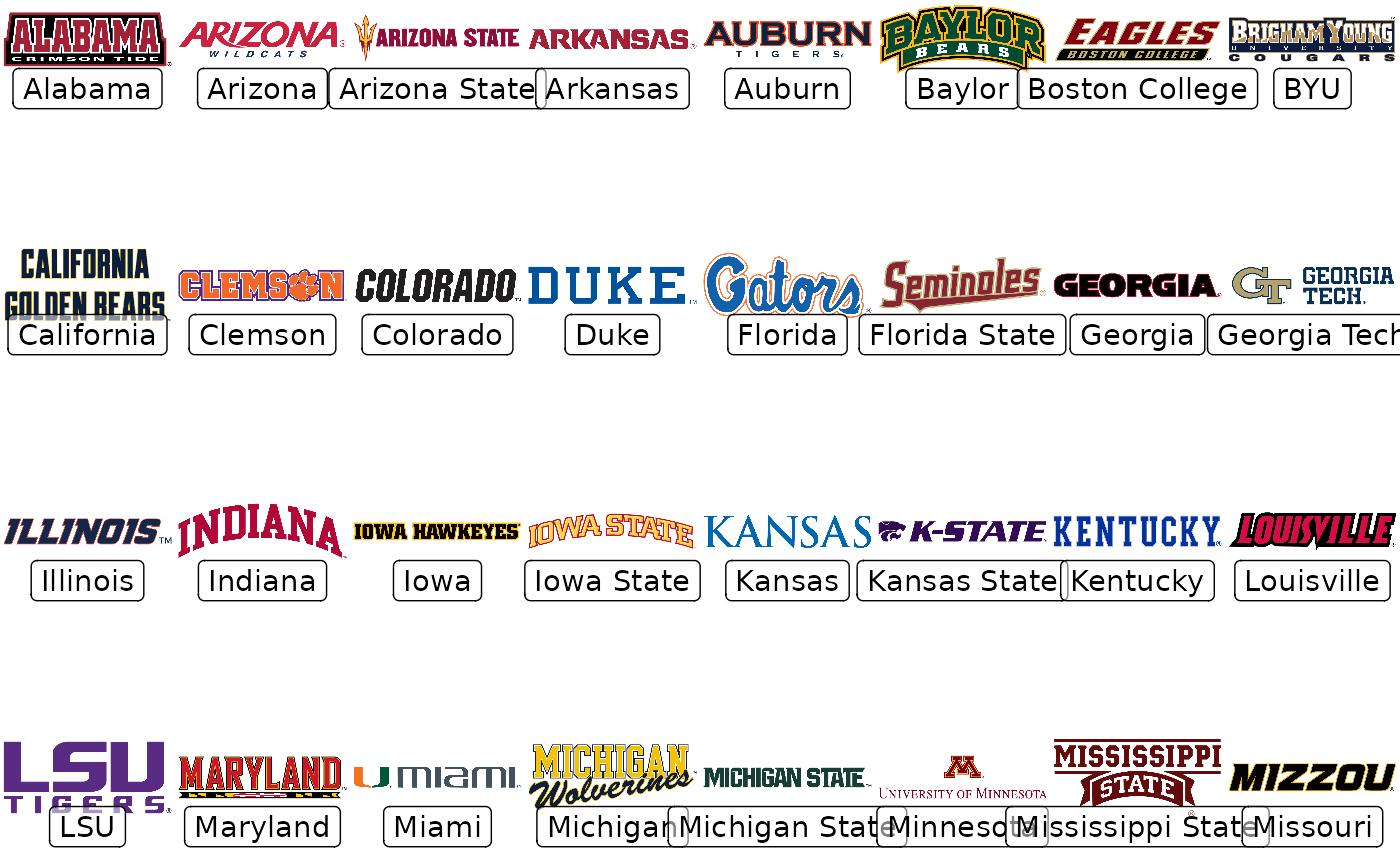 ALABAMA
CRIMSON TIDE
ARIZONA
WILDCATS
ARIZONA STATE
ARKANSAS
AUBURN
TIGERS
BAYLOR
BEARS
EAGLES
BOSTON COLLEGE
BRIGHAM YOUNG
UNIVERSITY
COUGARS
Alabama
Arizona
Arizona State
Arkansas
Auburn
Baylor
Boston College
BYU
CALIFORNIA
GOLDEN BEARS
CLEMSON
COLORADO
DUKE
Gators
Seminoles
GEORGIA
GT
GEORGIA
TECH
California
Clemson
Colorado
Duke
Florida
Florida State
Georgia
Georgia Tech
ILLINOIS
INDIANA
IOWA HAWKEYES
IOWA STATE
KANSAS
K-STATE
KENTUCKY
LOUISVILLE
Illinois
Indiana
Iowa
Iowa State
Kansas
Kansas State
Kentucky
Louisville
LSU
TIGERS
MARYLAND
U MIAMI
MICHIGAN
Wolverines
MICHIGAN STATE
M
UNIVERSITY OF MINNESOTA
MISSISSIPPI
STATE
MIZZOU
LSU
Maryland
Miami
Michigan
Michigan State
Minnesota
Mississippi State
Missouri